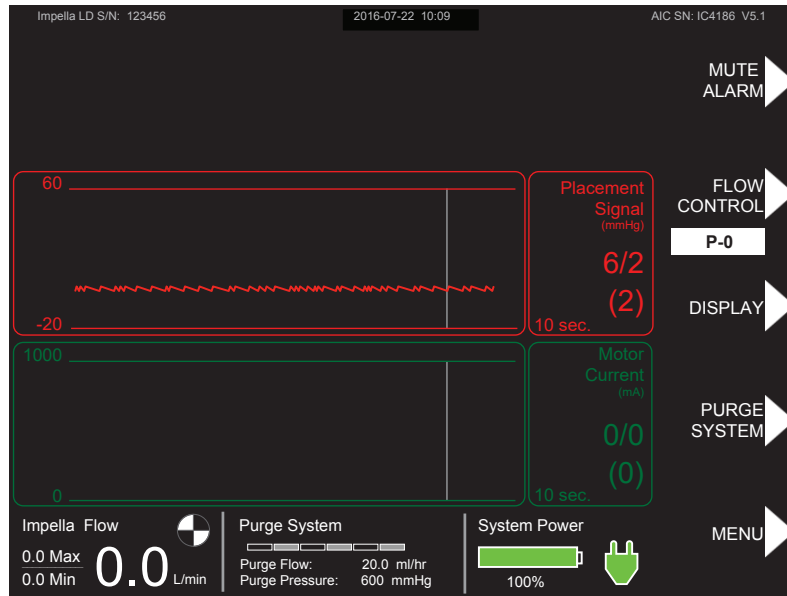 Impella LD S/N: 123456
2016-07-22 10:09
AIC SN: IC4186 V5.1
MUTE
ALARM
60
Placement
Signal
(mmHg)
6/2
(2)
-20
10 sec.
FLOW
CONTROL
P-0
DISPLAY
1000
Motor
Current
(mA)
0/0
(0)
0
10 sec.
PURGE
SYSTEM
Impella Flow
0.0 Max
0.0 Min
0.0 L/min
Purge System
Purge Flow: 20.0 ml/hr
Purge Pressure: 600 mmHg
System Power
100%
MENU